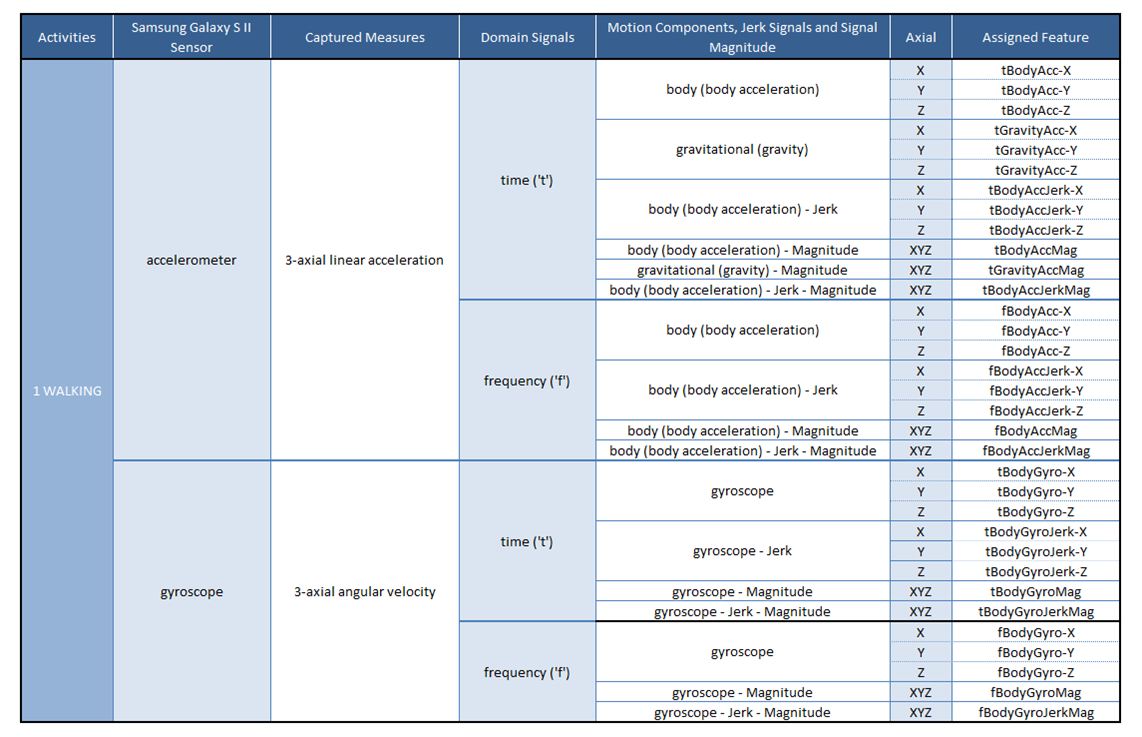 Activities
Samsung Galaxy S II
Sensor
Captured Measures
Domain Signals
Motion Components, Jerk Signals and Signal
Magnitude
Axial
Assigned Feature
1 WALKING
accelerometer
3-axial linear acceleration
time ('t')
body (body acceleration)
X tBodyAcc-X
Y tBodyAcc-Y
Z tBodyAcc-Z
gravitational (gravity)
X tGravityAcc-X
Y tGravityAcc-Y
Z tGravityAcc-Z
body (body acceleration) - Jerk
X tBodyAccJerk-X
Y tBodyAccJerk-Y
Z tBodyAccJerk-Z
body (body acceleration) - Magnitude XYZ tBodyAccMag
gravitational (gravity) - Magnitude XYZ tGravityAccMag
body (body acceleration) - Jerk - Magnitude XYZ tBodyAccJerkMag
frequency ('f')
body (body acceleration)
X fBodyAcc-X
Y fBodyAcc-Y
Z fBodyAcc-Z
body (body acceleration) - Jerk
X fBodyAccJerk-X
Y fBodyAccJerk-Y
Z fBodyAccJerk-Z
body (body acceleration) - Magnitude XYZ fBodyAccMag
body (body acceleration) - Jerk - Magnitude XYZ fBodyAccJerkMag
gyroscope
3-axial angular velocity
time ('t')
gyroscope
X tBodyGyro-X
Y tBodyGyro-Y
Z tBodyGyro-Z
gyroscope - Jerk
X tBodyGyroJerk-X
Y tBodyGyroJerk-Y
Z tBodyGyroJerk-Z
gyroscope - Magnitude XYZ tBodyGyroMag
gyroscope - Jerk - Magnitude XYZ tBodyGyroJerkMag
frequency ('f')
gyroscope
X fBodyGyro-X
Y fBodyGyro-Y
Z fBodyGyro-Z
gyroscope - Magnitude XYZ fBodyGyroMag
gyroscope - Jerk - Magnitude XYZ fBodyGyroJerkMag